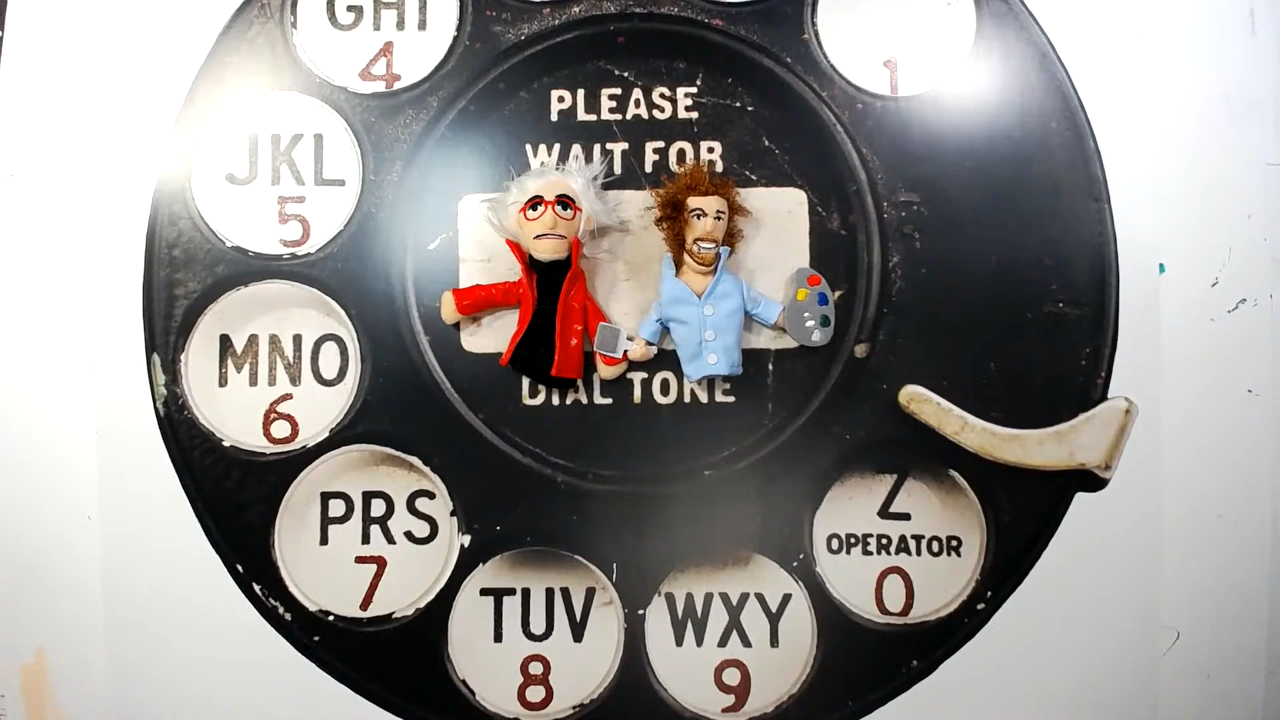 PLEASE
WAIT FOR
DIAL TONE
GHI
4
1
JKL
5
MNO
6
PRS
7
TUV
8
WXY
9
Z
OPERATOR
0